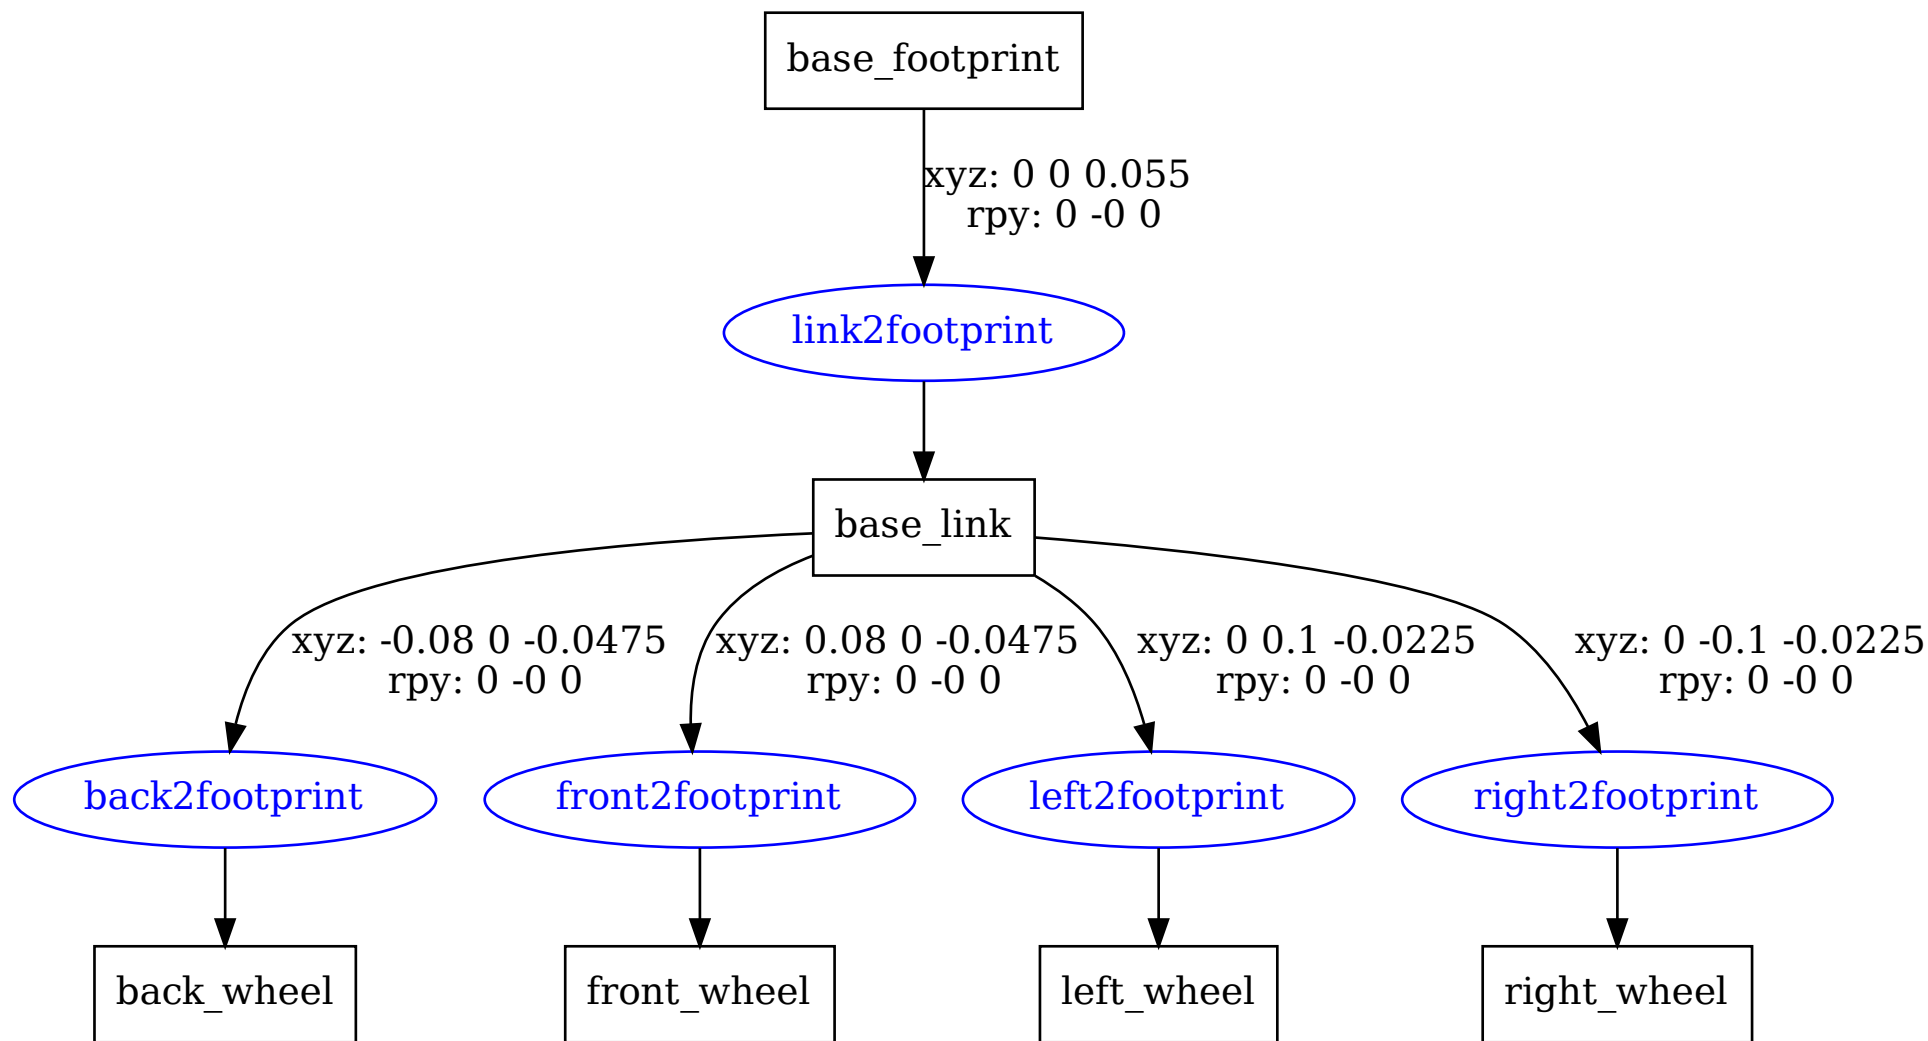 base_footprint
xyz: 0 0 0.055
rpy: 0 -0 0
link2footprint
base_link
xyz: -0.08 0 -0.0475
rpy: 0 -0 0
xyz: 0.08 0 -0.0475
rpy: 0 -0 0
xyz: 0 0.1 -0.0225
rpy: 0 -0 0
xyz: 0 -0.1 -0.0225
rpy: 0 -0 0
back2footprint
front2footprint
left2footprint
right2footprint
back_wheel
front_wheel
left_wheel
right_wheel